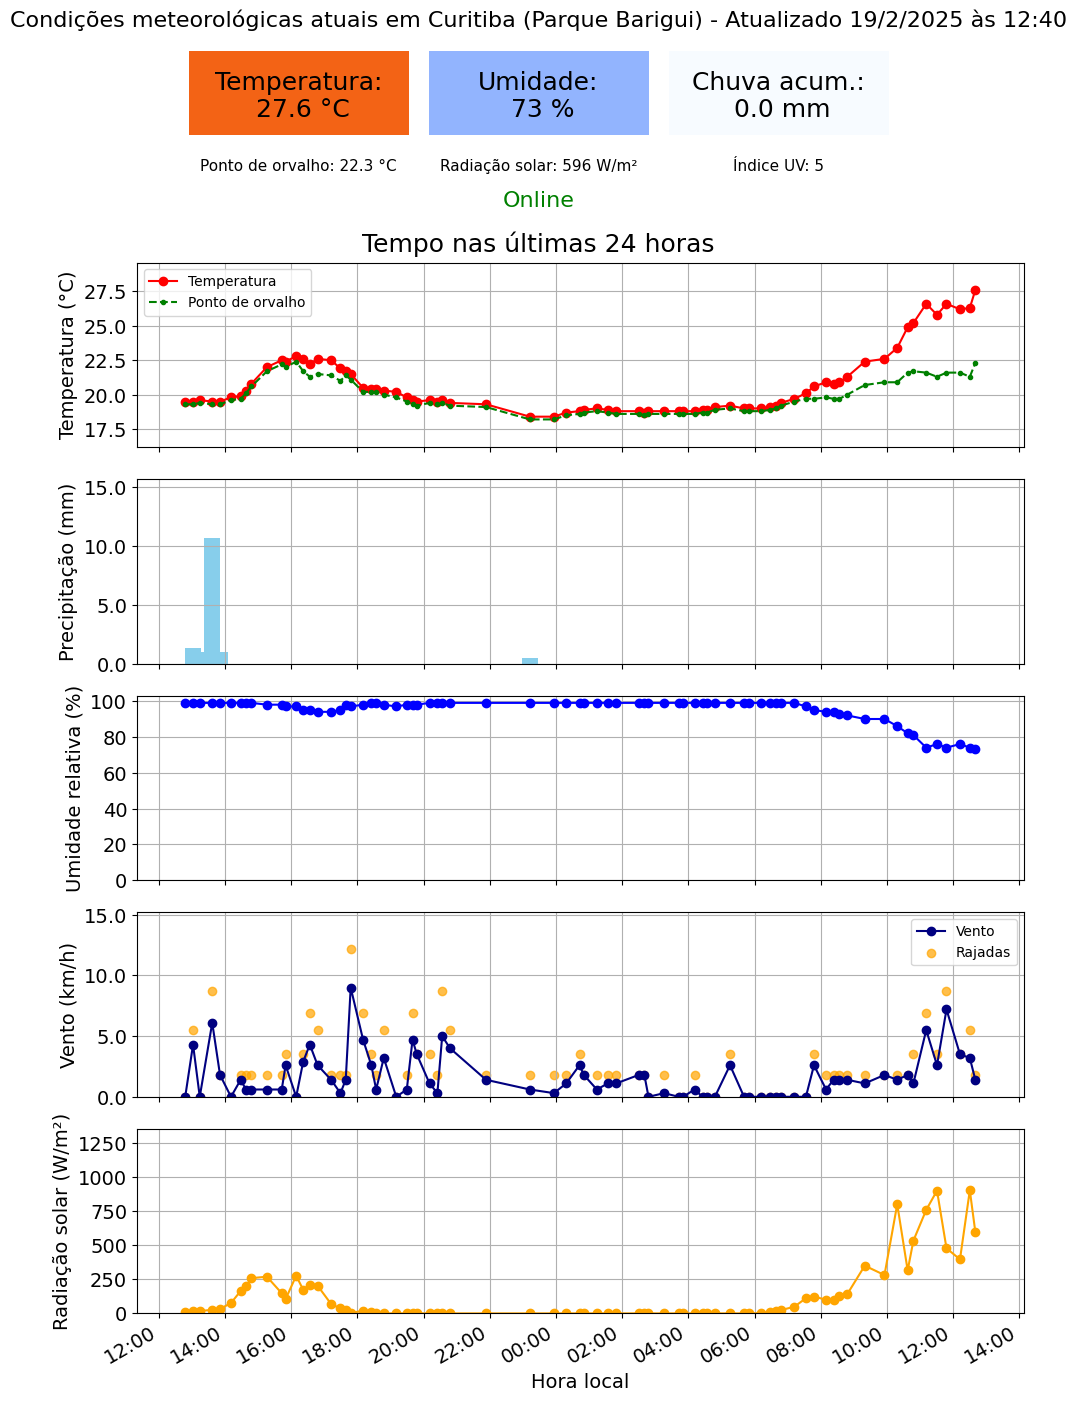 Condições meteorológicas atuais em Curitiba (Parque Barigui) - Atualizado 19/2/2025 às 12:40
Temperatura:
27.6 °C
Umidade:
73 %
Chuva acum.:
0.0 mm
Ponto de orvalho: 22.3 °C
Radiação solar: 596 W/m²
Índice UV: 5
Online
Tempo nas últimas 24 horas
Temperatura (°C)
27.5
25.0
22.5
20.0
17.5
Temperatura
Ponto de orvalho
Precipitação (mm)
15.0
10.0
5.0
0.0
Umidade relativa (%)
100
80
60
40
20
0
Vento (km/h)
15.0
10.0
5.0
0.0
Vento
Rajadas
Radiação solar (W/m²)
1250
1000
750
500
250
0
12:00
14:00
16:00
18:00
20:00
22:00
00:00
02:00
04:00
06:00
08:00
10:00
12:00
14:00
Hora local